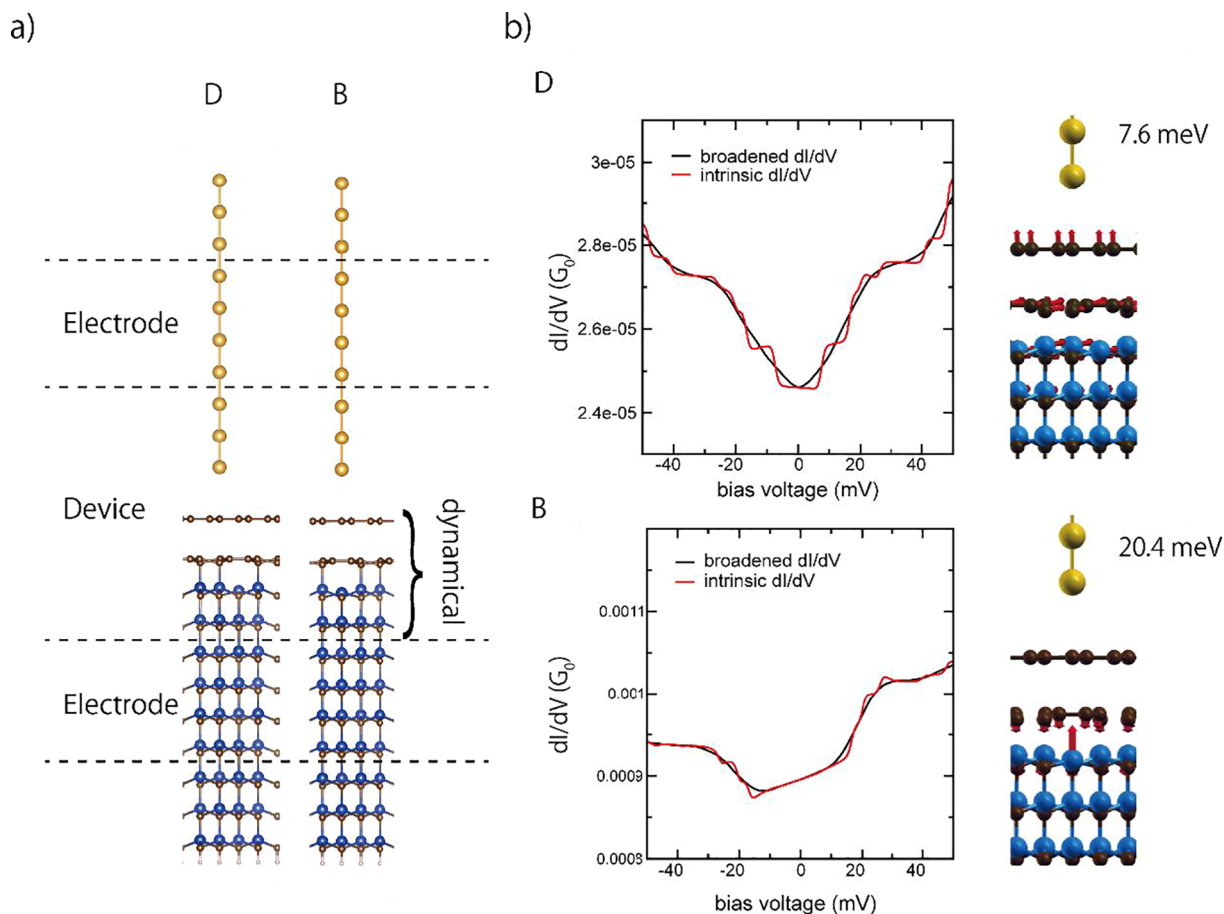 a)
D
B
Electrode
Device
dynamical
Electrode
b)
D
broadened dI/dV
intrinsic dI/dV
3e-05
2.8e-05
2.6e-05
2.4e-05
dI/dV (G₀)
-40 -20 0 20 40
bias voltage (mV)
7.6 meV
B
broadened dI/dV
intrinsic dI/dV
0.0011
0.001
0.0009
0.0008
dI/dV (G₀)
-40 -20 0 20 40
bias voltage (mV)
20.4 meV